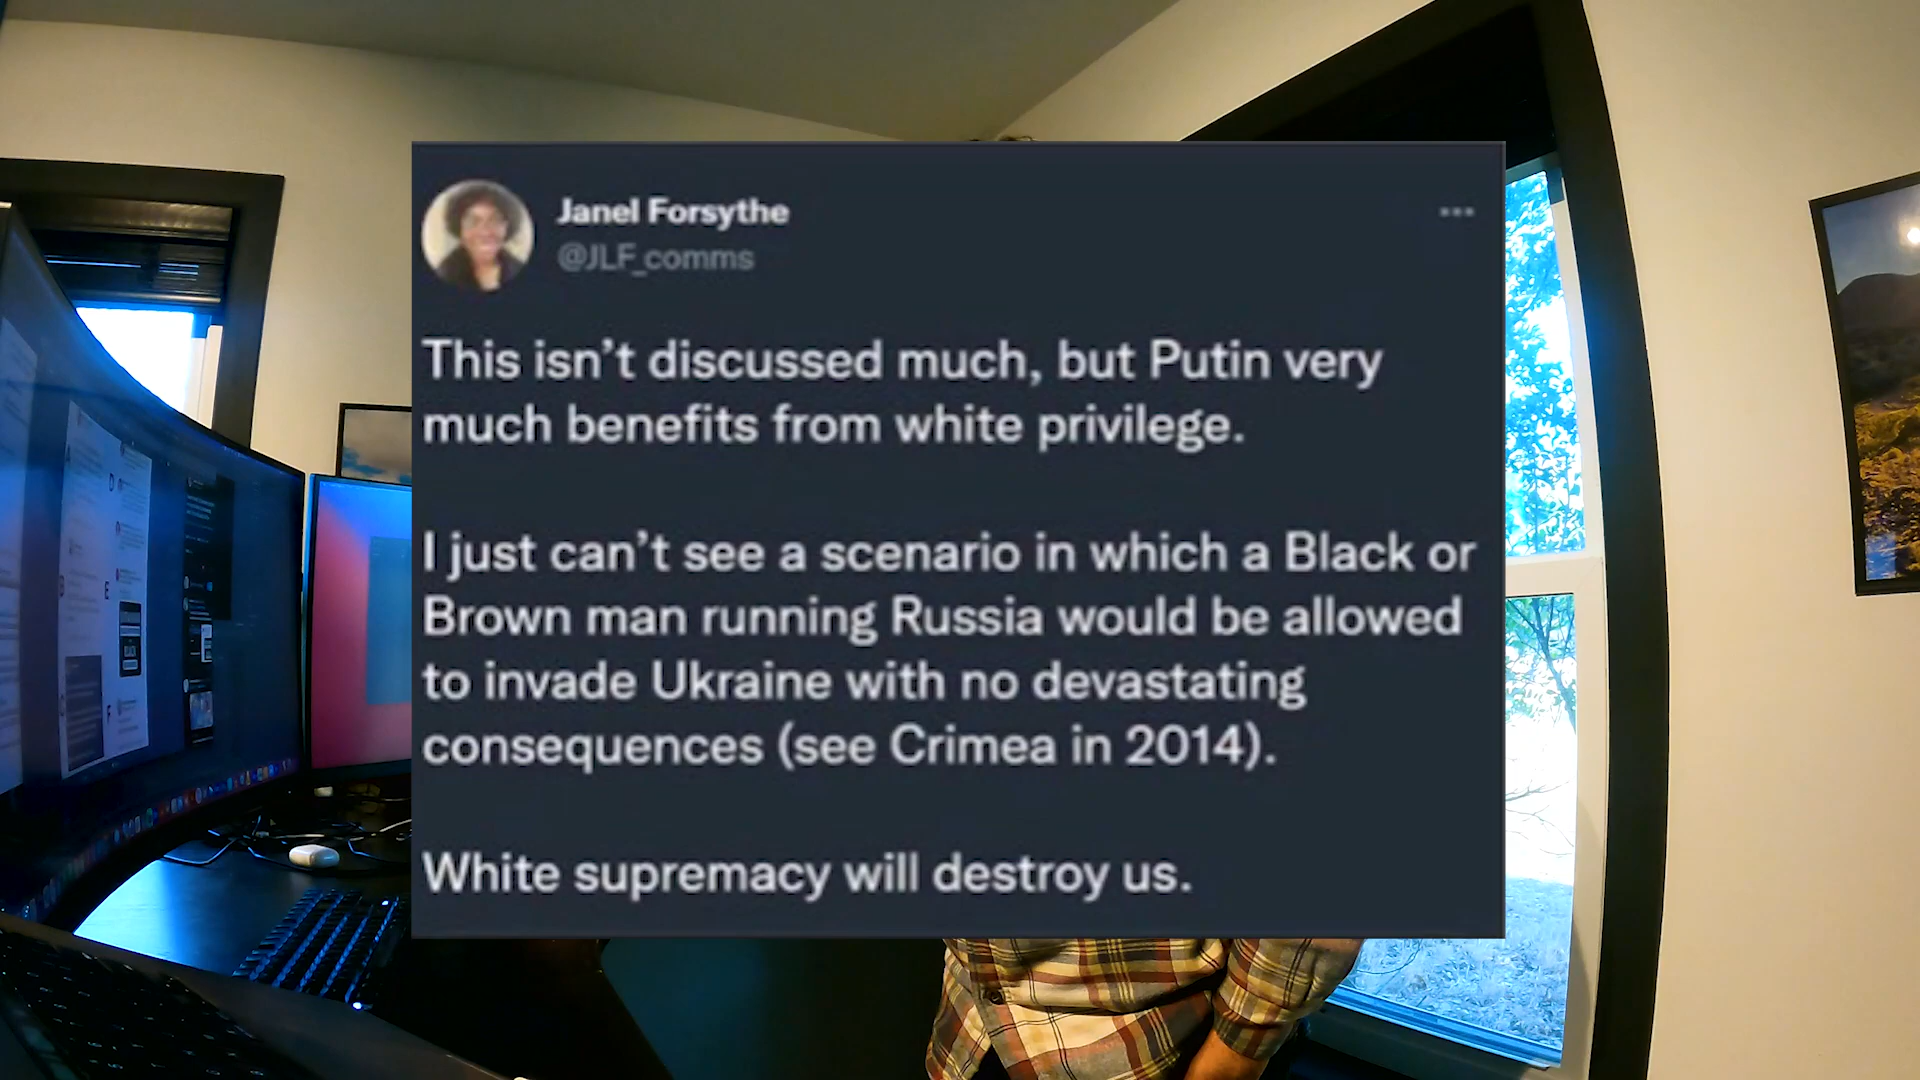 Janel Forsythe
@JLF_comms
This isn't discussed much, but Putin very
much benefits from white privilege.
I just can't see a scenario in which a Black or
Brown man running Russia would be allowed
to invade Ukraine with no devastating
consequences (see Crimea in 2014).
White supremacy will destroy us.